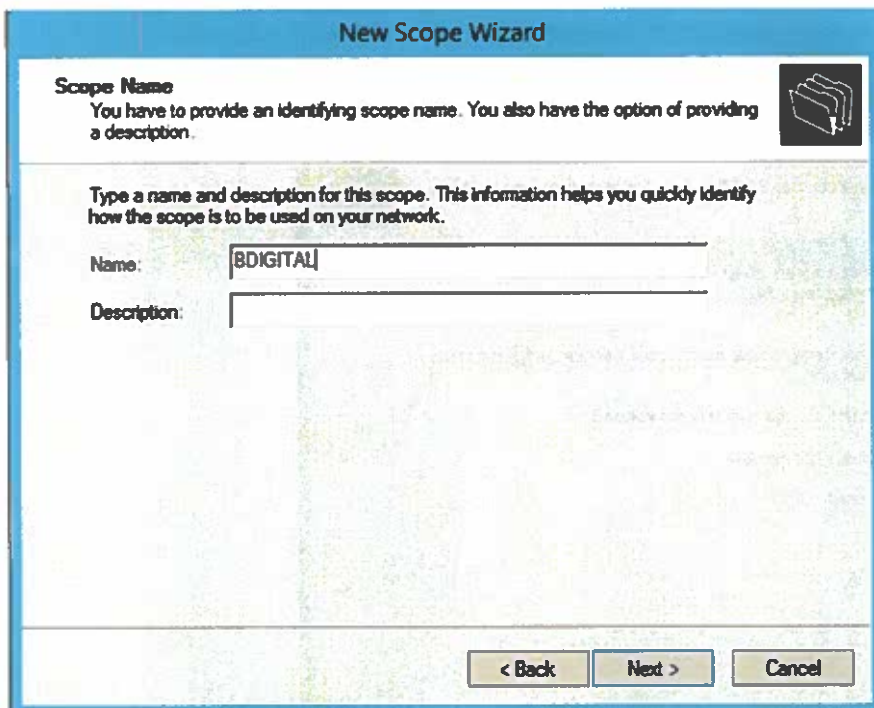 New Scope Wizard
Scope Name
You have to provide an identifying scope name. You also have the option of providing
a description.
Type a name and description for this scope. This information helps you quickly identify
how the scope is to be used on your network.
Name:
BDIGITAL
Description:
< Back
Next >
Cancel